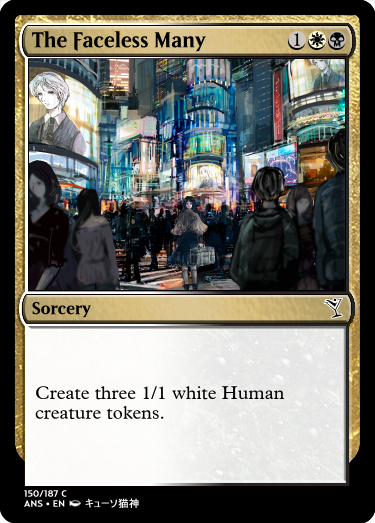 The Faceless Many 1
Sorcery
Create three 1/1 white Human
creature tokens.
150/187 C
ANS • EN キューソ猫神